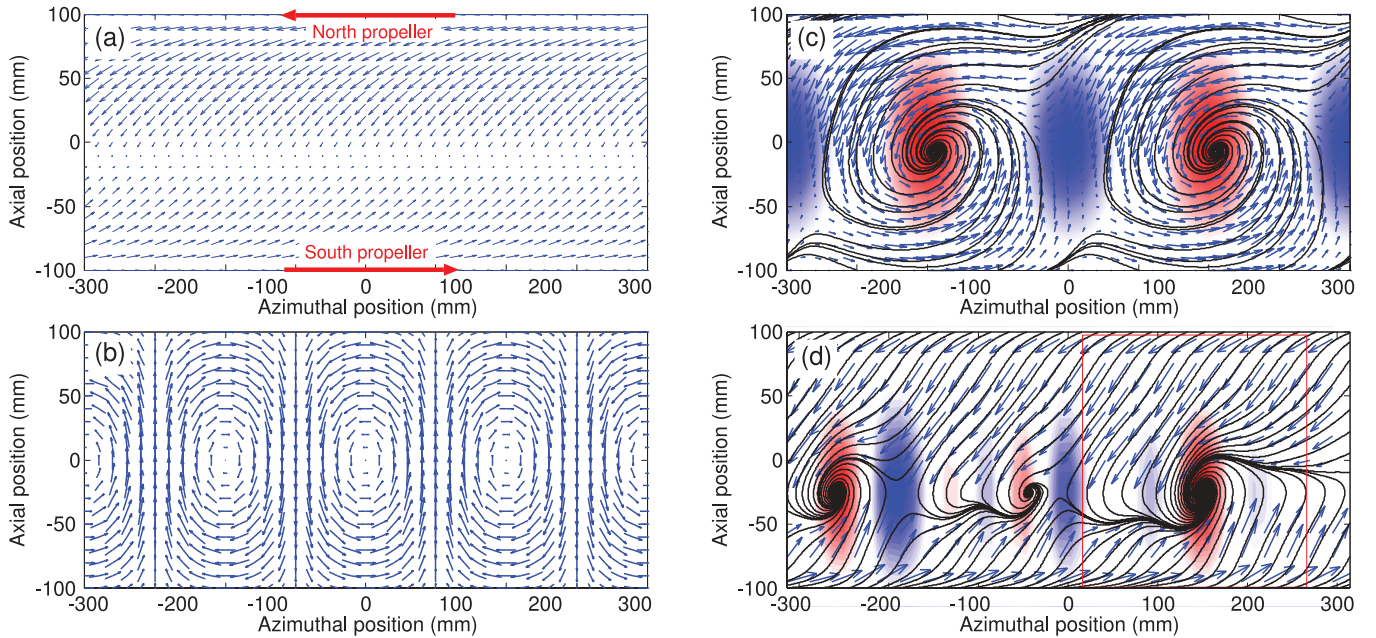 (a)
North propeller
South propeller
Axial position (mm)
100
50
0
-50
-100
-300 -200 -100 0 100 200 300
Azimuthal position (mm)
(b)
Axial position (mm)
100
50
0
-50
-100
-300 -200 -100 0 100 200 300
Azimuthal position (mm)
(c)
Axial position (mm)
100
50
0
-50
-100
-300 -200 -100 0 100 200 300
Azimuthal position (mm)
(d)
Axial position (mm)
100
50
0
-50
-100
-300 -200 -100 0 100 200 300
Azimuthal position (mm)